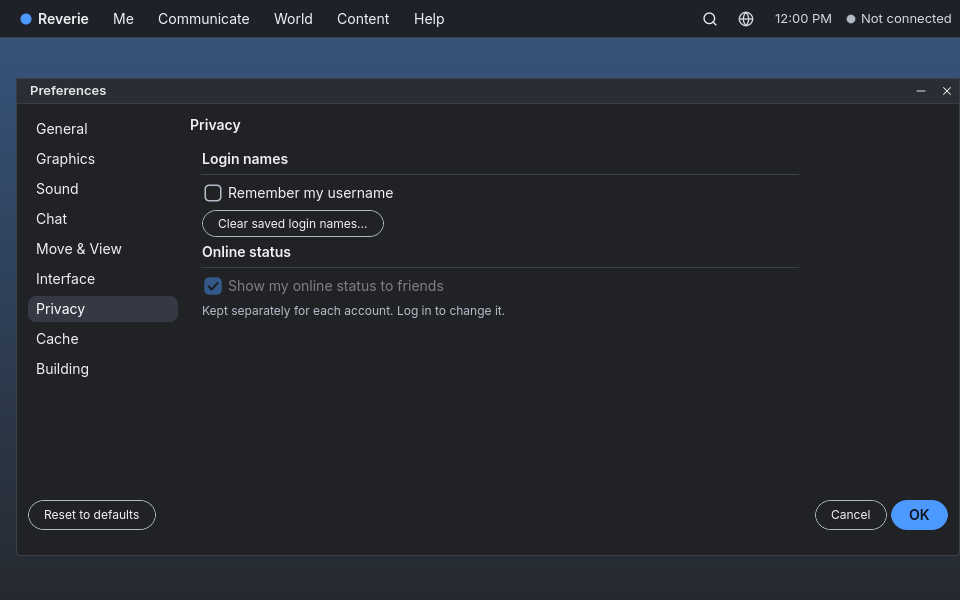 Reverie Me Communicate World Content Help 12:00 PM Not connected
Preferences
General
Graphics
Sound
Chat
Move & View
Interface
Privacy
Cache
Building
Privacy
Login names
Remember my username
Clear saved login names...
Online status
Show my online status to friends
Kept separately for each account. Log in to change it.
Reset to defaults
Cancel
OK